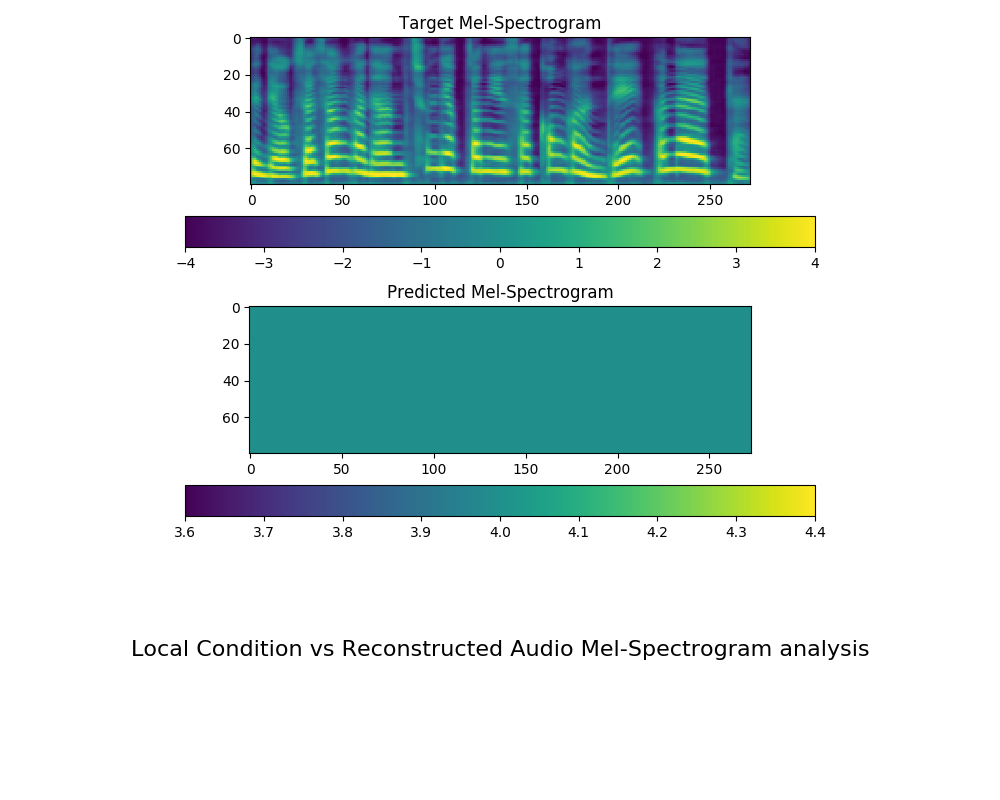 Target Mel-Spectrogram
0
20
40
60
0 50 100 150 200 250
−4 −3 −2 −1 0 1 2 3 4
Predicted Mel-Spectrogram
0
20
40
60
0 50 100 150 200 250
3.6 3.7 3.8 3.9 4.0 4.1 4.2 4.3 4.4
Local Condition vs Reconstructed Audio Mel-Spectrogram analysis